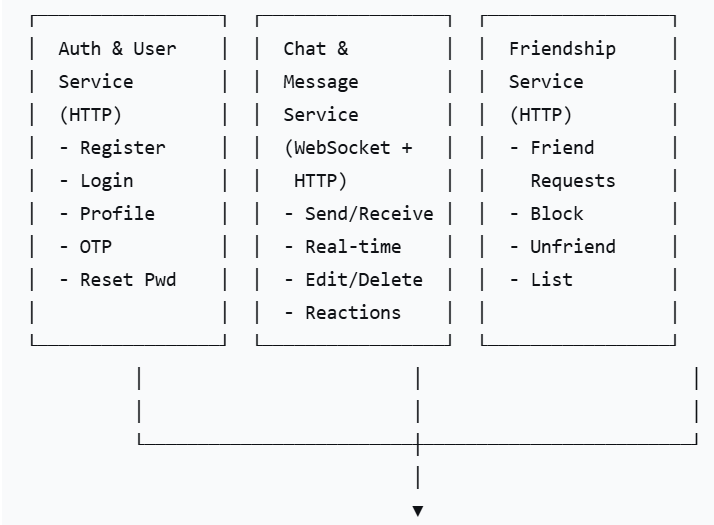 Auth & User
Service
(HTTP)
- Register
- Login
- Profile
- OTP
- Reset Pwd
Chat &
Message
Service
(WebSocket +
HTTP)
- Send/Receive
- Real-time
- Edit/Delete
- Reactions
Friendship
Service
(HTTP)
- Friend
Requests
- Block
- Unfriend
- List